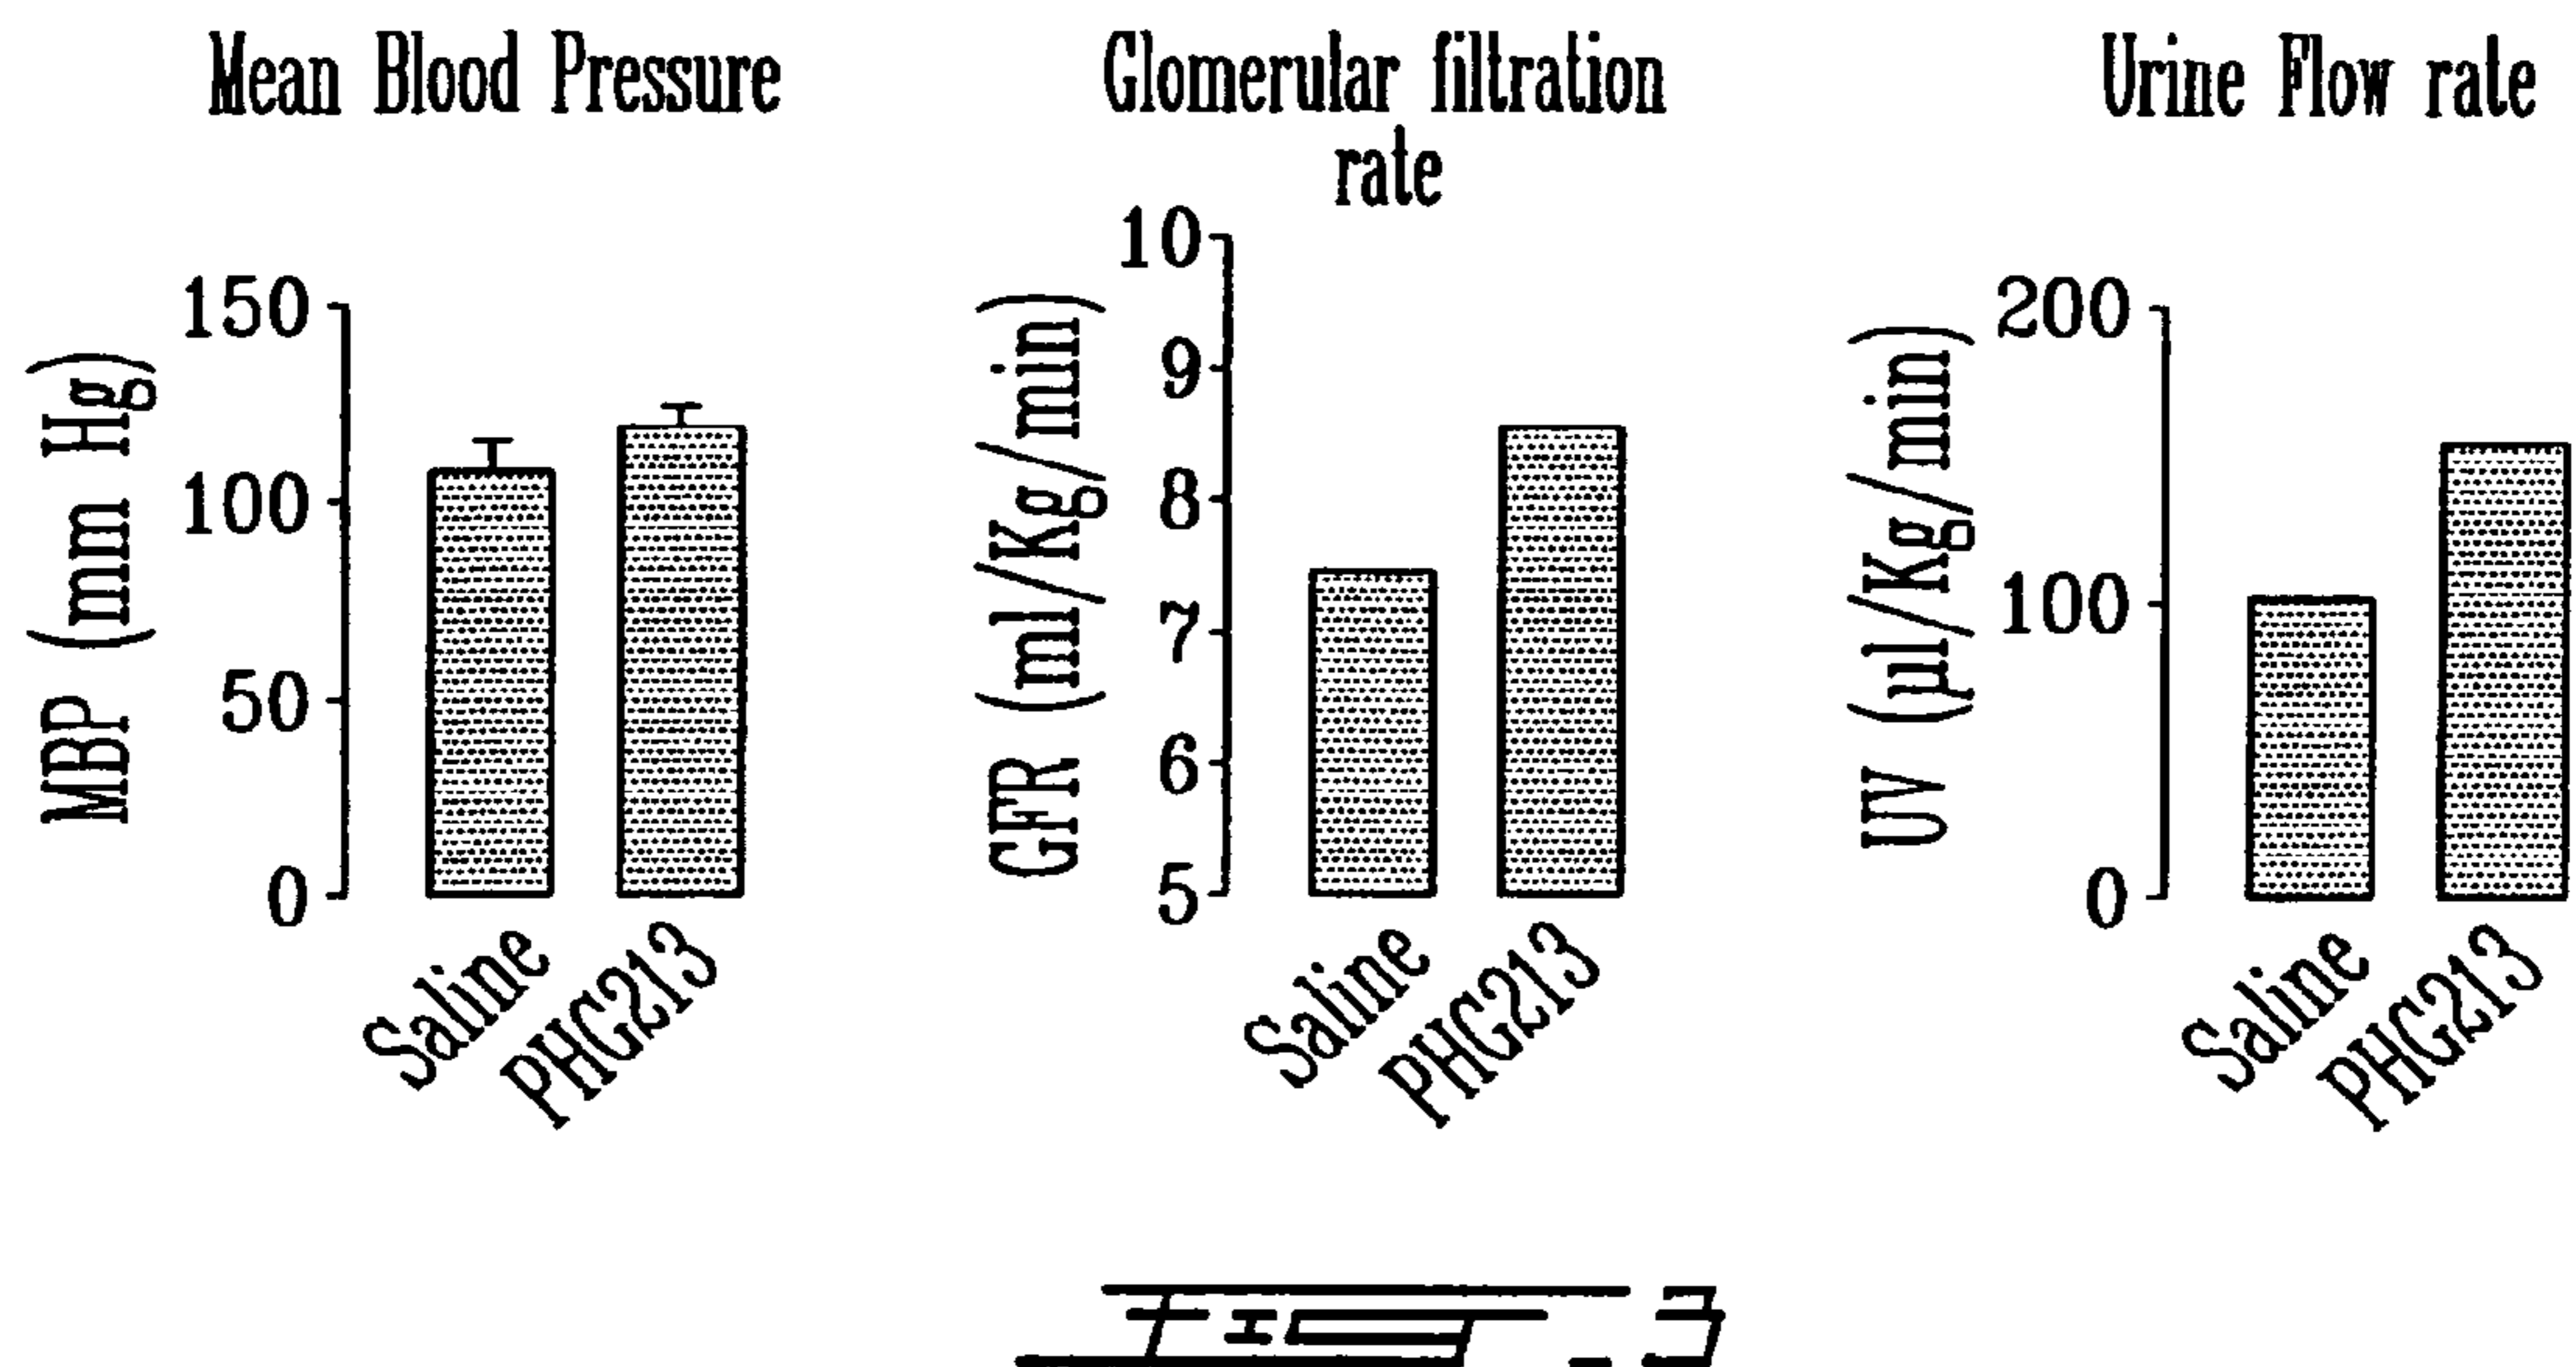 Mean Blood Pressure
MBP (mm Hg)
150
100
50
0
Saline
PHG213
Glomerular filtration
rate
GFR (ml/Kg/min)
10
9
8
7
6
5
Saline
PHG213
Urine Flow rate
UV (µl/Kg/min)
200
100
0
Saline
PHG213